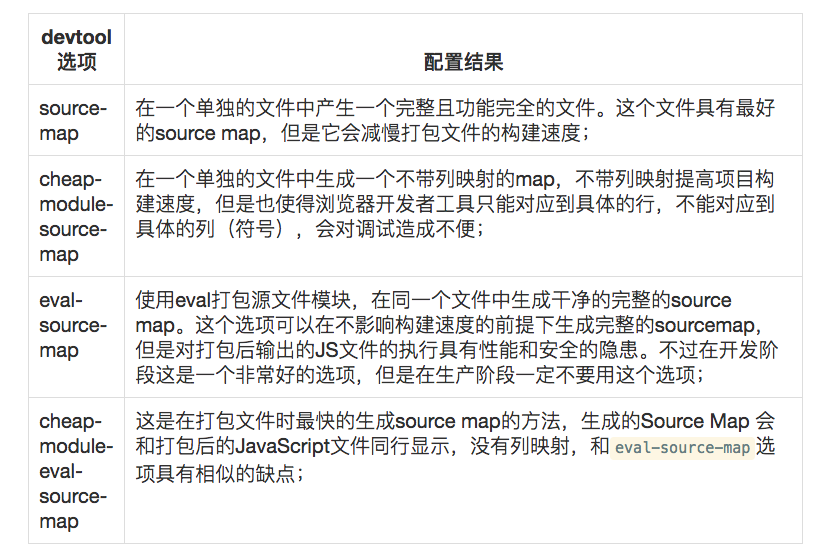 devtool
选项
配置结果
source-
map
在一个单独的文件中产生一个完整且功能完全的文件。这个文件具有最好
的source map，但是它会减慢打包文件的构建速度；
cheap-
module-
source-
map
在一个单独的文件中生成一个不带列映射的map，不带列映射提高项目构
建速度，但是也使得浏览器开发者工具只能对应到具体的行，不能对应到
具体的列（符号），会对调试造成不便；
eval-
source-
map
使用eval打包源文件模块，在同一个文件中生成干净的完整的source
map。这个选项可以在不影响构建速度的前提下生成完整的sourcemap，
但是对打包后输出的JS文件的执行具有性能和安全的隐患。不过在开发阶
段这是一个非常好的选项，但是在生产阶段一定不要用这个选项；
cheap-
module-
eval-
source-
map
这是在打包文件时最快的生成source map的方法，生成的Source Map 会
和打包后的JavaScript文件同行显示，没有列映射，和eval-source-map选
项具有相似的缺点；